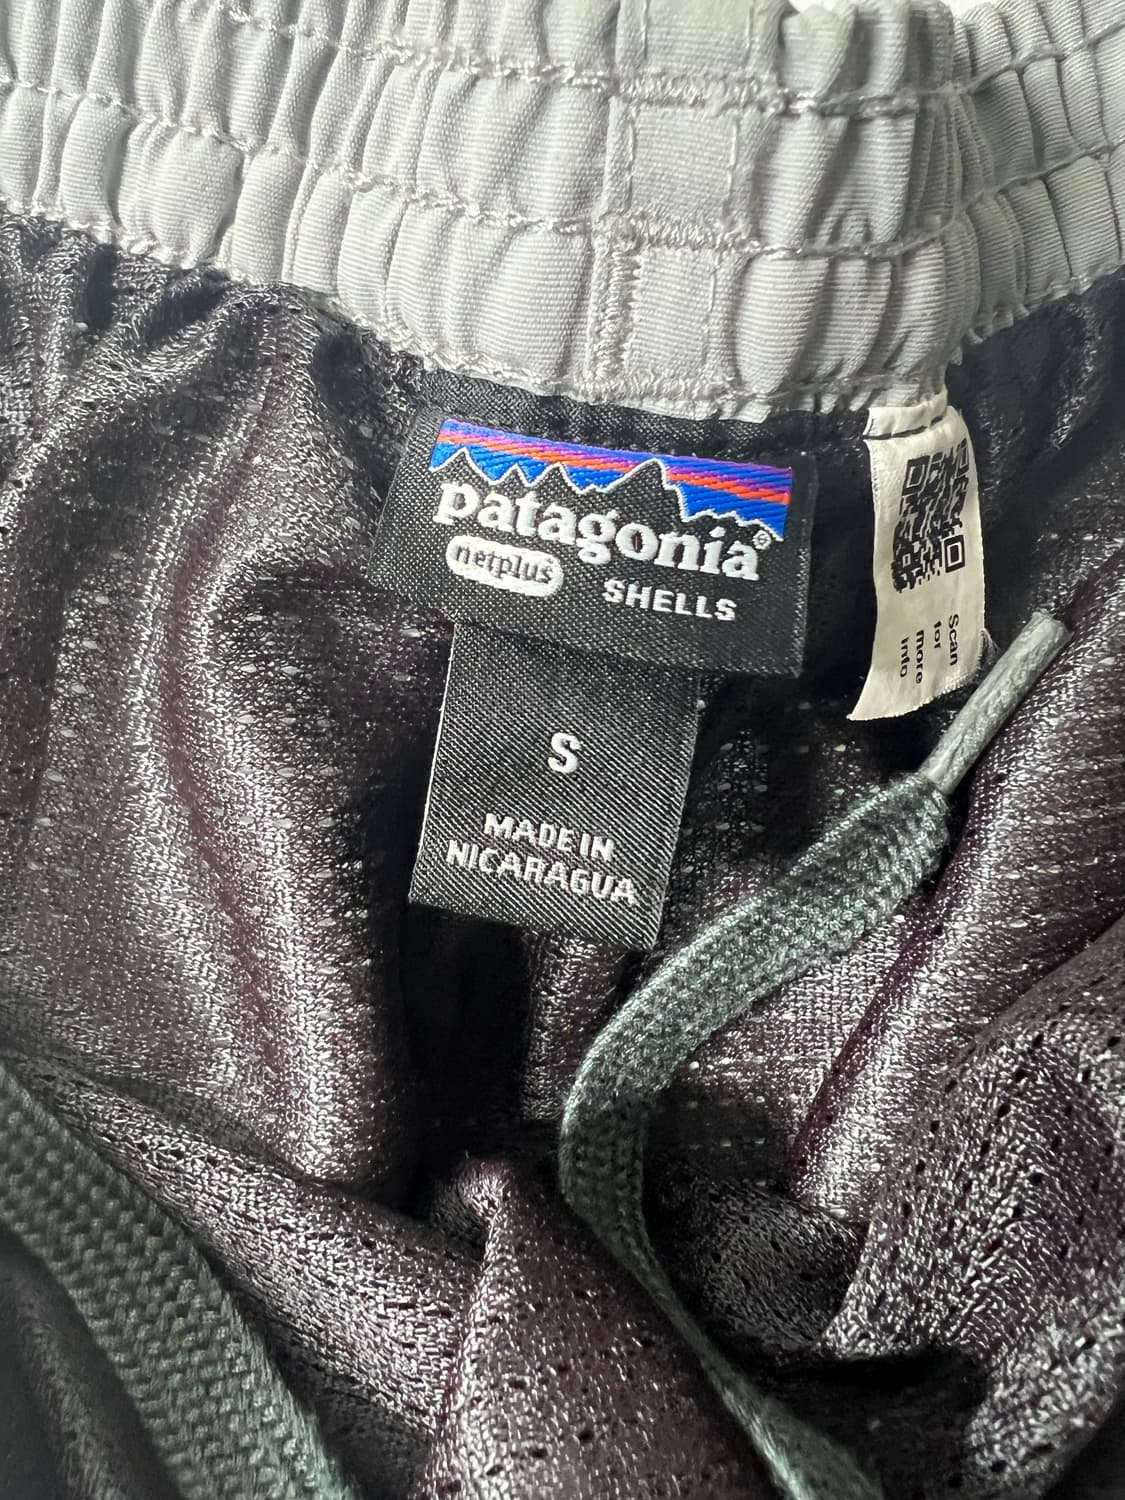 patagonia®
netplus® SHELLS
S
MADE IN
NICARAGUA
Scan
for
more
info